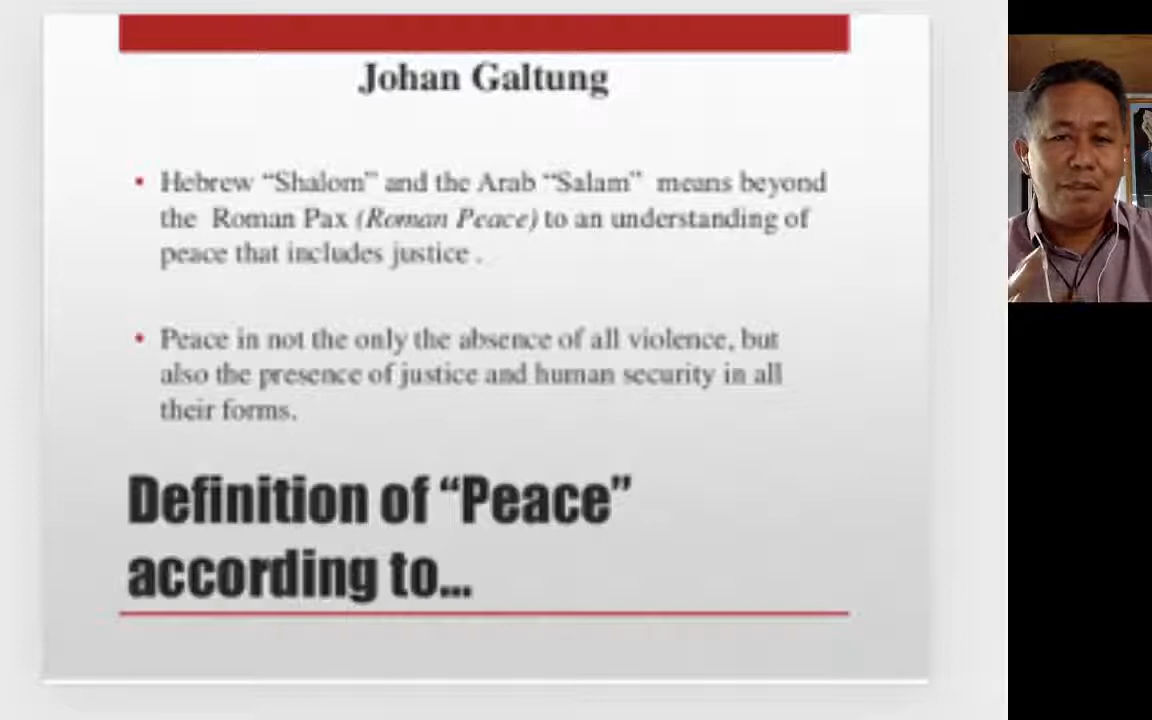 Johan Galtung
• Hebrew “Shalom” and the Arab “Salam” means beyond
the Roman Pax (Roman Peace) to an understanding of
peace that includes justice .
• Peace in not the only the absence of all violence, but
also the presence of justice and human security in all
their forms.
Definition of “Peace”
according to...